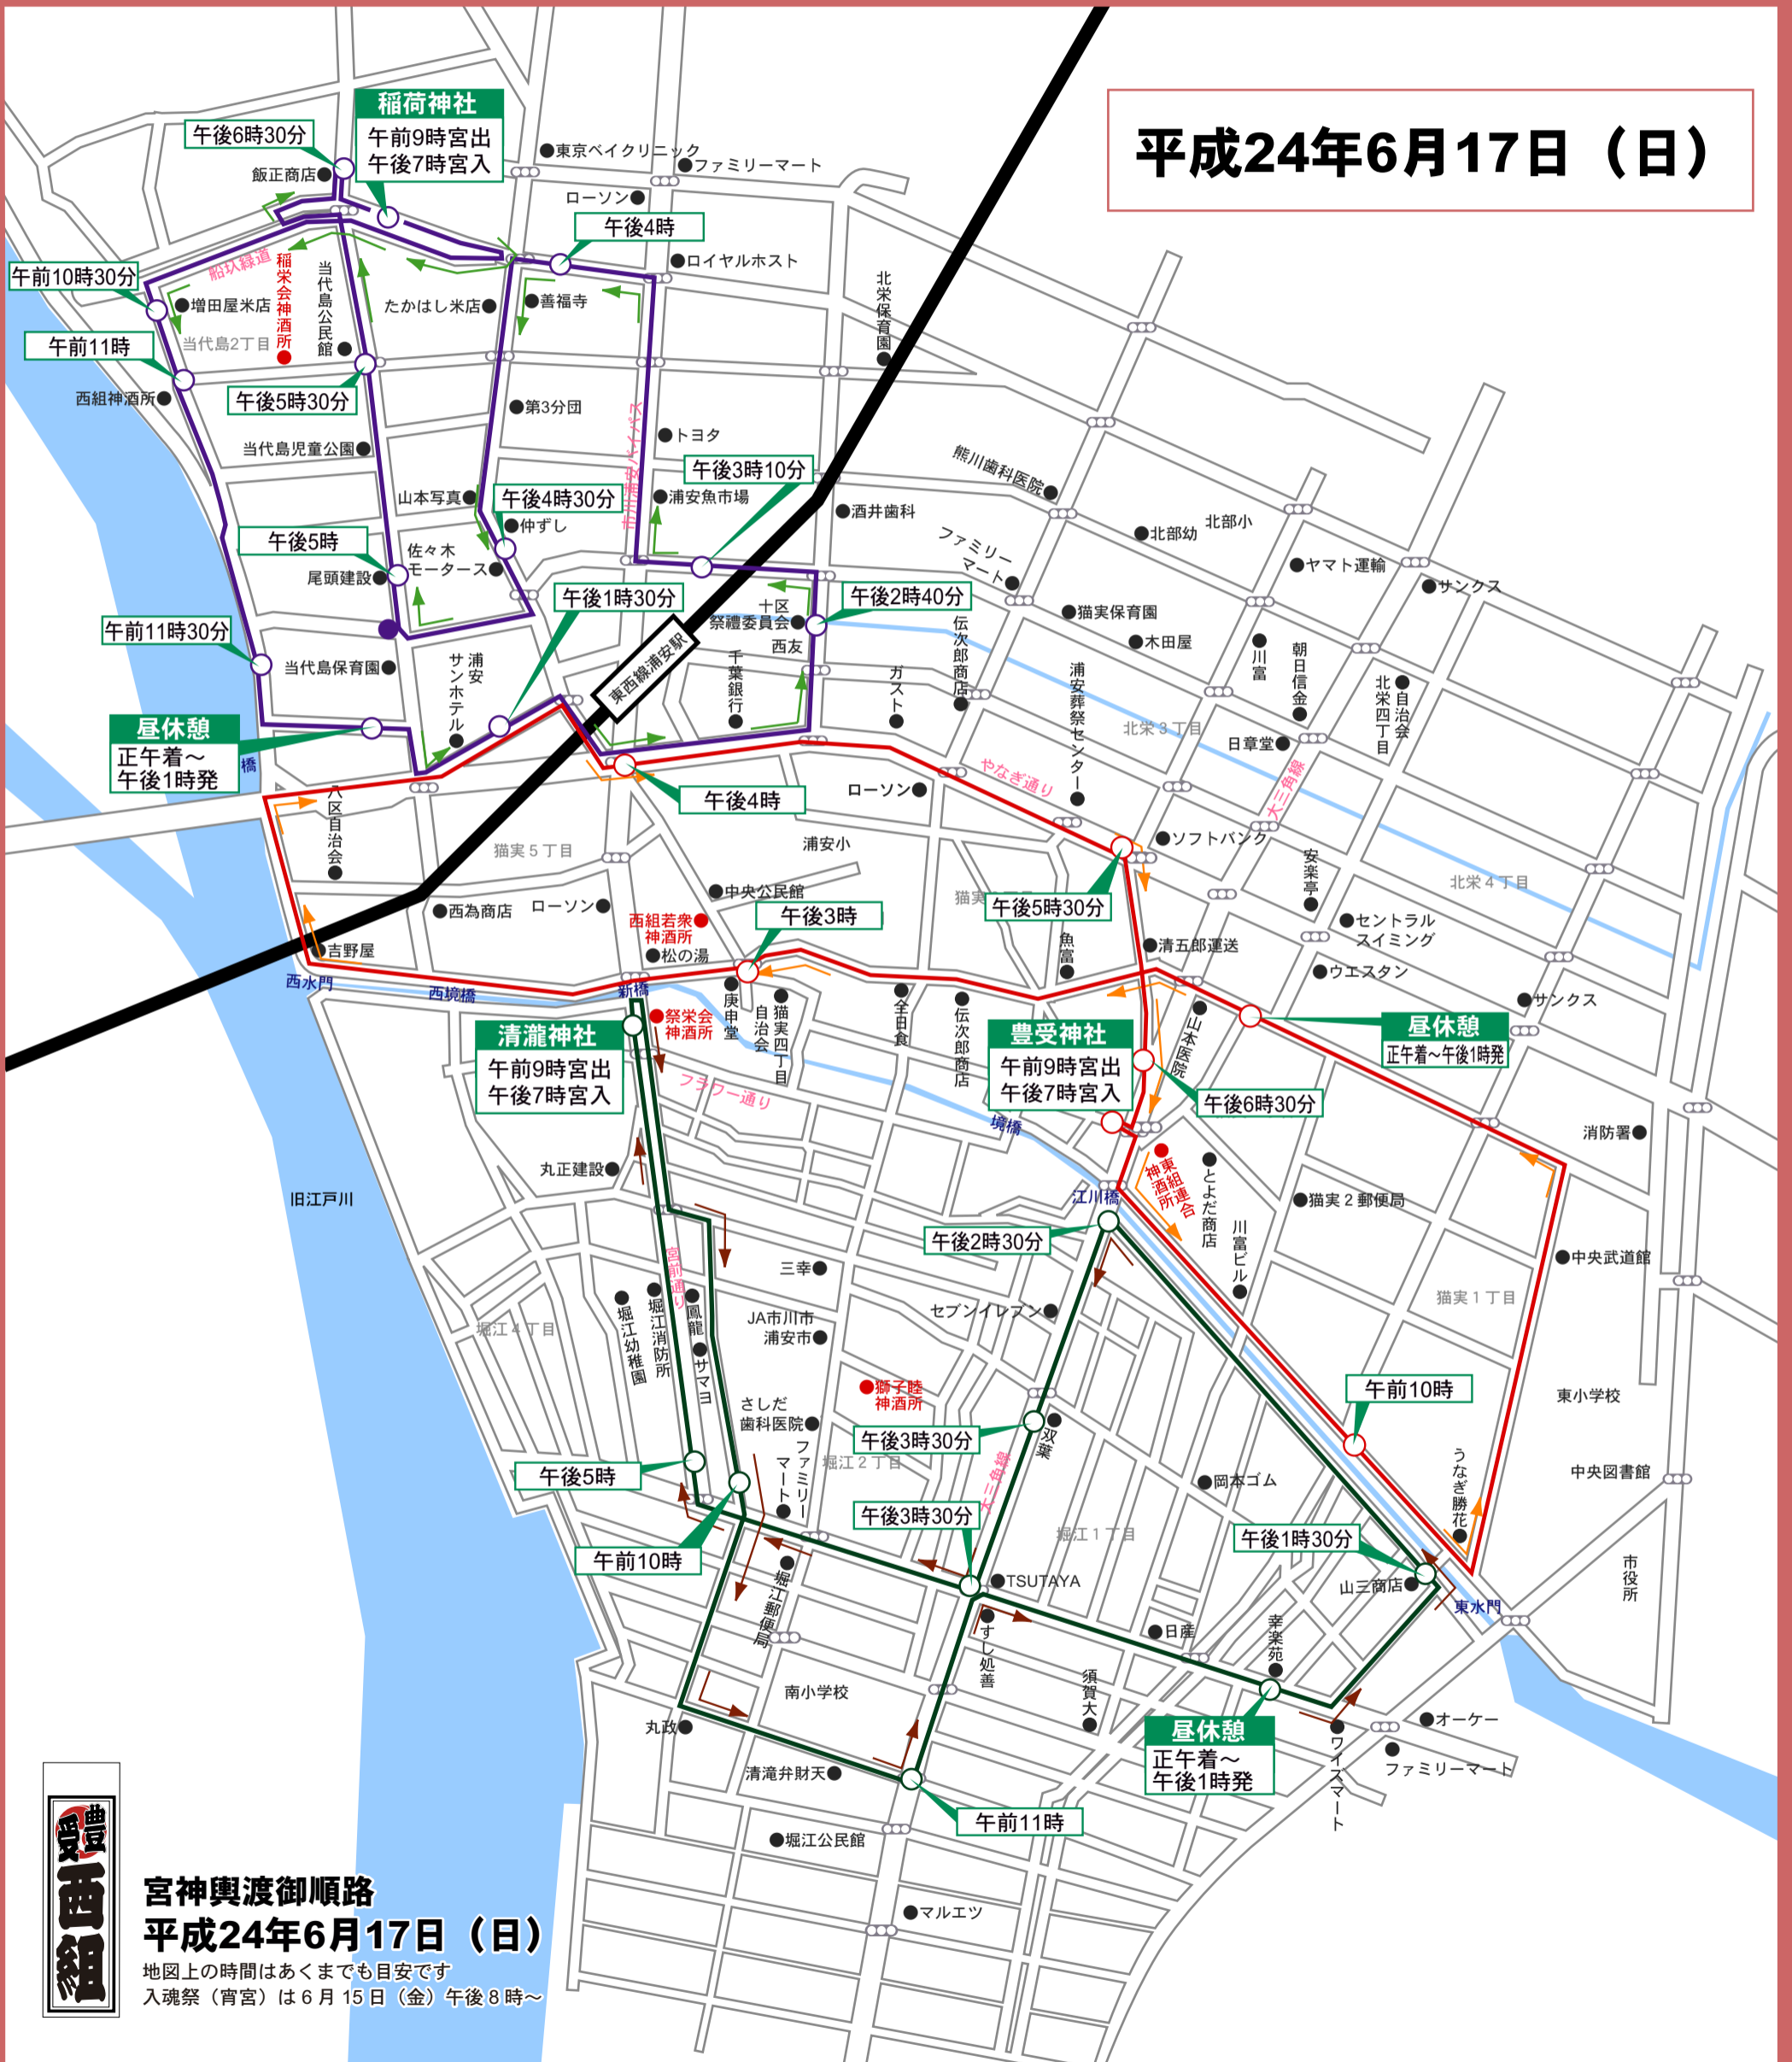 平成24年6月17日（日）
稲荷神社
午前9時宮出
午後7時宮入
午後6時30分
飯正商店
東京ベイクリニック
ファミリーマート
ローソン
午後4時
ロイヤルホスト
午前10時30分
船圦緑道
稲栄会神酒所
当代島公民館
増田屋米店
たかはし米店
善福寺
北栄保育園
午前11時
当代島2丁目
西組神酒所
午後5時30分
第3分団
市川浦安バイパス
トヨタ
当代島児童公園
午後3時10分
熊川歯科医院
山本写真
午後4時30分
浦安魚市場
酒井歯科
仲ずし
北部幼
北部小
ファミリーマート
午後5時
佐々木
モータース
尾頭建設
ヤマト運輸
サンクス
午後1時30分
十区
祭禮委員会
午後2時40分
猫実保育園
西友
木田屋
午前11時30分
当代島保育園
浦安
サンホテル
東西線浦安駅
千葉銀行
ガスト
伝次郎商店
浦安葬祭センター
川富
朝日信金
自治会
北栄四丁目
昼休憩
正午着～
午後1時発
橋
北栄３丁目
日章堂
やなぎ通り
大三角線
八区自治会
午後4時
ローソン
浦安小
猫実５丁目
ソフトバンク
安楽亭
北栄４丁目
西為商店
ローソン
中央公民館
午後3時
西組若衆
神酒所
松の湯
猫実
午後5時30分
魚富
清五郎運送
セントラル
スイミング
ウエスタン
サンクス
吉野屋
西水門
西境橋
新橋
庚申堂
猫実四丁目
自治会
全日食
伝次郎商店
祭栄会
神酒所
清瀧神社
午前9時宮出
午後7時宮入
豊受神社
午前9時宮出
午後7時宮入
山本医院
昼休憩
正午着～午後1時発
午後6時30分
フラワー通り
境橋
消防署
丸正建設
旧江戸川
東組連合
神酒所
とよだ商店
猫実２郵便局
江川橋
午後2時30分
川富ビル
中央武道館
宮前通り
三幸
猫実１丁目
堀江４丁目
堀江幼稚園
堀江消防所
鳳龍
サマヨ
JA市川市
浦安市
セブンイレブン
獅子睦
神酒所
さしだ
歯科医院
午後3時30分
双葉
午前10時
東小学校
中央図書館
うなぎ勝花
午後5時
ファミリーマート
堀江２丁目
大三角線
岡本ゴム
午後3時30分
堀江１丁目
午後1時30分
午前10時
堀江郵便局
TSUTAYA
山三商店
東水門
市役所
すし処善
日産
幸楽苑
南小学校
須賀大
丸政
昼休憩
正午着～
午後1時発
オーケー
ファミリーマート
ワイズマート
清滝弁財天
午前11時
堀江公民館
マルエツ
豊受
西組
宮神輿渡御順路
平成24年6月17日（日）
地図上の時間はあくまでも目安です
入魂祭（宵宮）は６月15日（金）午後８時～